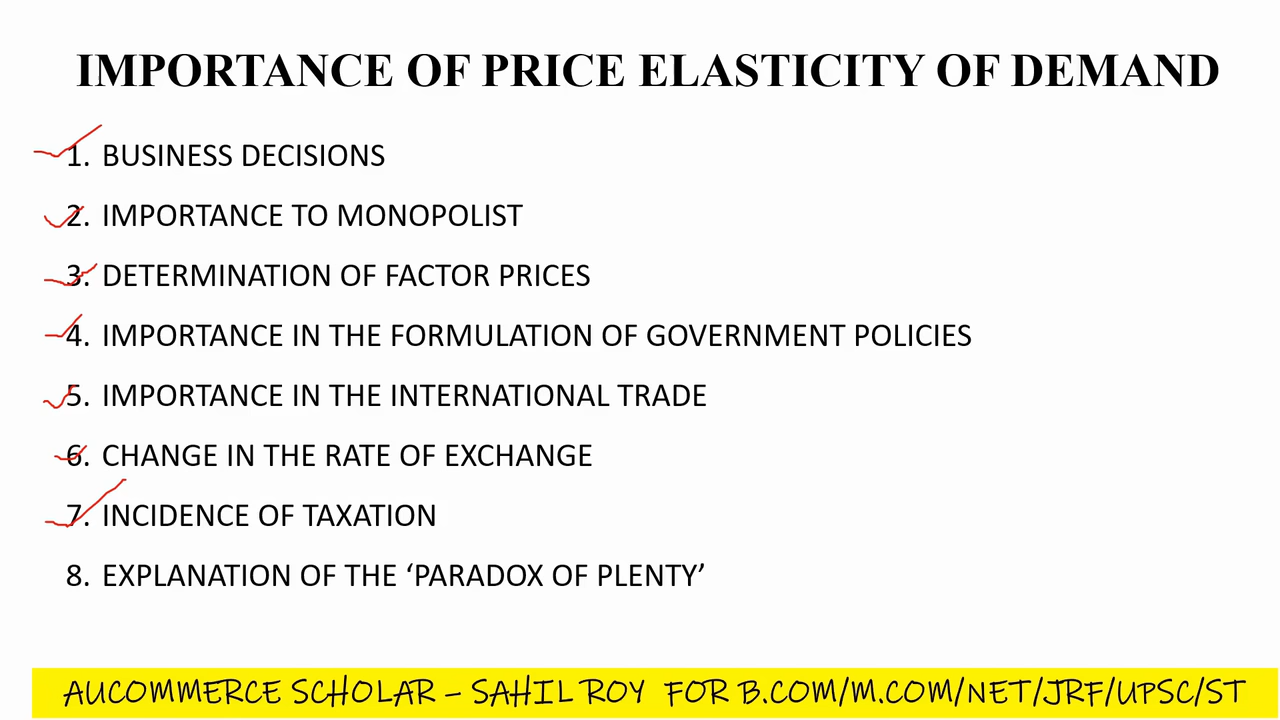 IMPORTANCE OF PRICE ELASTICITY OF DEMAND
1. BUSINESS DECISIONS
2. IMPORTANCE TO MONOPOLIST
3. DETERMINATION OF FACTOR PRICES
4. IMPORTANCE IN THE FORMULATION OF GOVERNMENT POLICIES
5. IMPORTANCE IN THE INTERNATIONAL TRADE
6. CHANGE IN THE RATE OF EXCHANGE
7. INCIDENCE OF TAXATION
8. EXPLANATION OF THE ‘PARADOX OF PLENTY’
AUCOMMERCE SCHOLAR – SAHIL ROY FOR B.COM/M.COM/NET/JRF/UPSC/ST